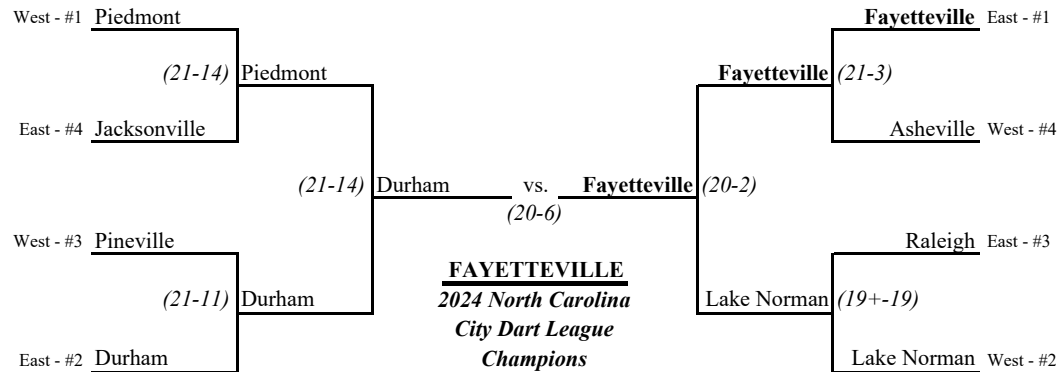 West - #1 Piedmont Fayetteville East - #1
(21-14) Piedmont Fayetteville (21-3)
East - #4 Jacksonville Asheville West - #4
(21-14) Durham vs. Fayetteville (20-2)
(20-6)
West - #3 Pineville Raleigh East - #3
FAYETTEVILLE
(21-11) Durham 2024 North Carolina Lake Norman (19+-19)
City Dart League
East - #2 Durham Champions Lake Norman West - #2